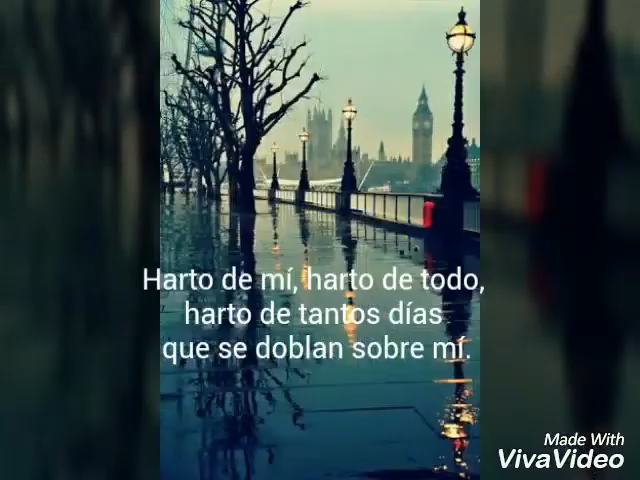 Harto de mí, harto de todo,
harto de tantos días
que se doblan sobre mí.
Made With
VivaVideo